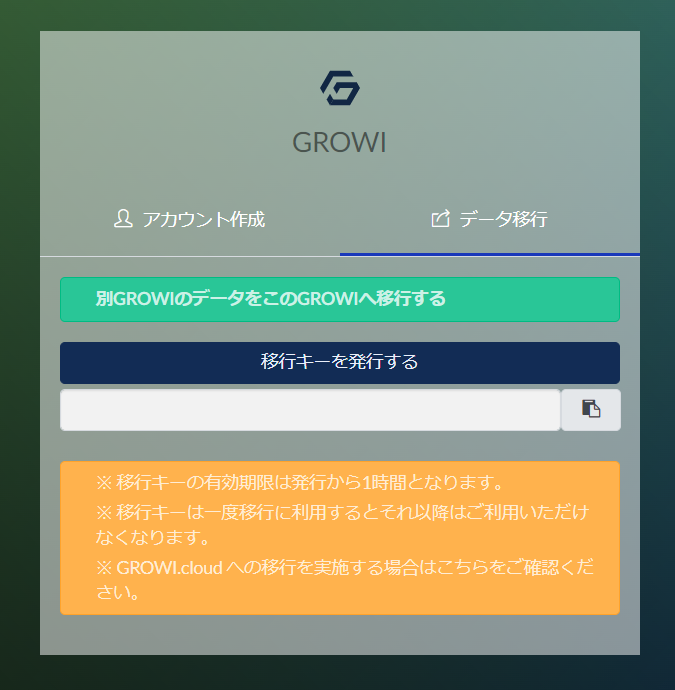 GROWI
アカウント作成
データ移行
別GROWIのデータをこのGROWIへ移行する
移行キーを発行する
※ 移行キーの有効期限は発行から1時間となります。
※ 移行キーは一度移行に利用するとそれ以降はご利用いただけ
なくなります。
※ GROWI.cloud への移行を実施する場合はこちらをご確認くだ
さい。